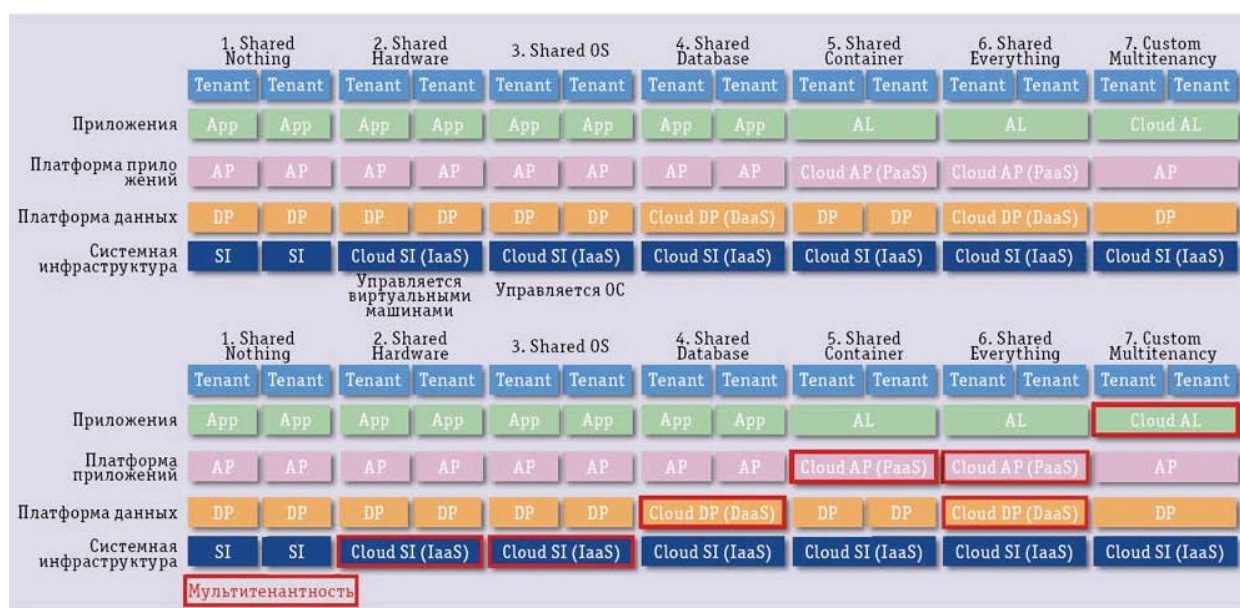 1. Shared Nothing 2. Shared Hardware 3. Shared OS 4. Shared Database 5. Shared Container 6. Shared Everything 7. Custom Multitenancy
Tenant Tenant Tenant Tenant Tenant Tenant Tenant Tenant Tenant Tenant Tenant Tenant Tenant Tenant
Приложения App App App App App App App App AL AL Cloud AL
Платформа прило
жений AP AP AP AP AP AP AP AP Cloud AP (PaaS) Cloud AP (PaaS) AP
Платформа данных DP DP DP DP DP DP Cloud DP (DaaS) DP DP Cloud DP (DaaS) DP
Системная
инфраструктура SI SI Cloud SI (IaaS) Cloud SI (IaaS) Cloud SI (IaaS) Cloud SI (IaaS) Cloud SI (IaaS) Cloud SI (IaaS)
Управляется
виртуальными
машинами
Управляется ОС
1. Shared Nothing 2. Shared Hardware 3. Shared OS 4. Shared Database 5. Shared Container 6. Shared Everything 7. Custom Multitenancy
Tenant Tenant Tenant Tenant Tenant Tenant Tenant Tenant Tenant Tenant Tenant Tenant Tenant Tenant
Приложения App App App App App App App App AL AL Cloud AL
Платформа
приложений AP AP AP AP AP AP AP AP Cloud AP (PaaS) Cloud AP (PaaS) AP
Платформа данных DP DP DP DP DP DP Cloud DP (DaaS) DP DP Cloud DP (DaaS) DP
Системная
инфраструктура SI SI Cloud SI (IaaS) Cloud SI (IaaS) Cloud SI (IaaS) Cloud SI (IaaS) Cloud SI (IaaS) Cloud SI (IaaS)
Мультитенантность